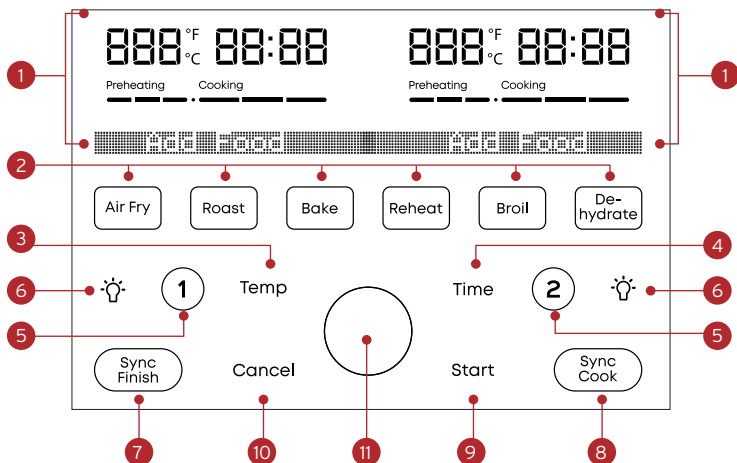 888 °F °C 88:88 888 °F °C 88:88
Preheating Cooking Preheating Cooking
1 1
Add Food Add Food
2
Air Fry Roast Bake Reheat Broil De-
hydrate
3 4
6 1 Temp Time 2 6
5 5
Sync
Finish Cancel Start Sync
Cook
7 10 11 9 8